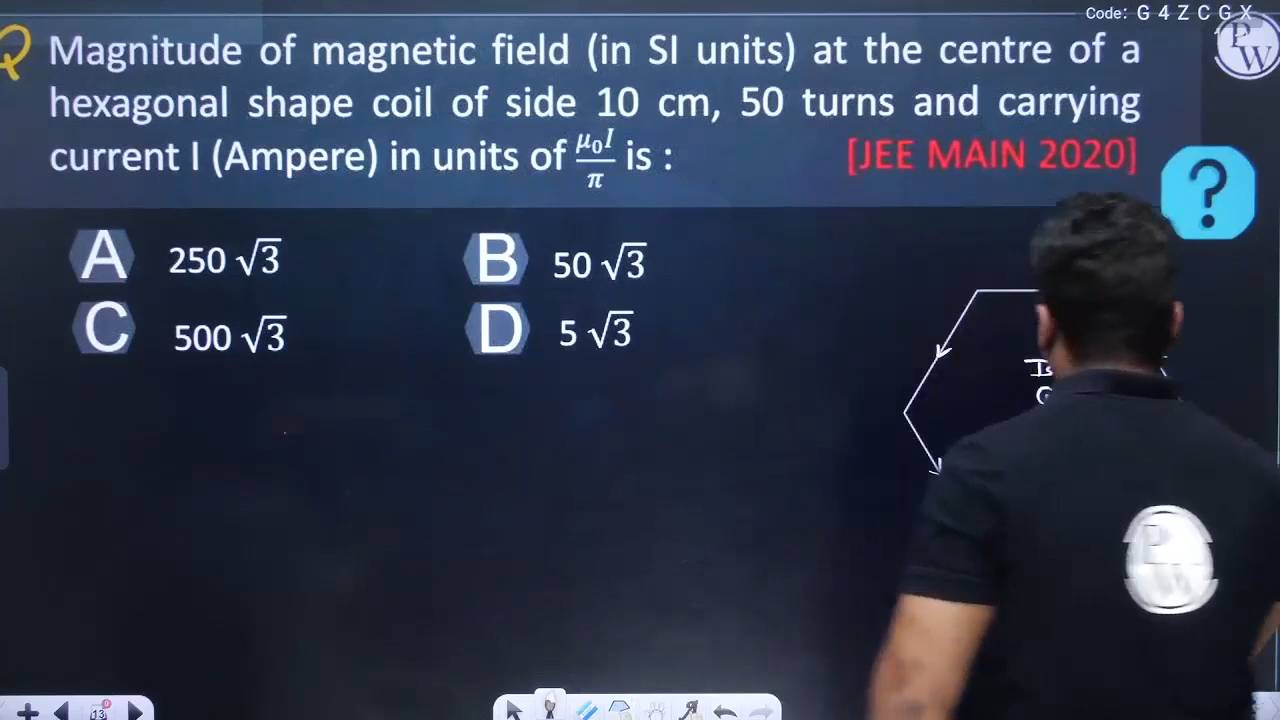 Code: G 4 Z C G X
Q Magnitude of magnetic field (in SI units) at the centre of a
hexagonal shape coil of side 10 cm, 50 turns and carrying
current I (Ampere) in units of \frac{μ₀I}{π} is : [JEE MAIN 2020]
?
A 250 √3 B 50 √3
C 500 √3 D 5 √3
P W
P W
13